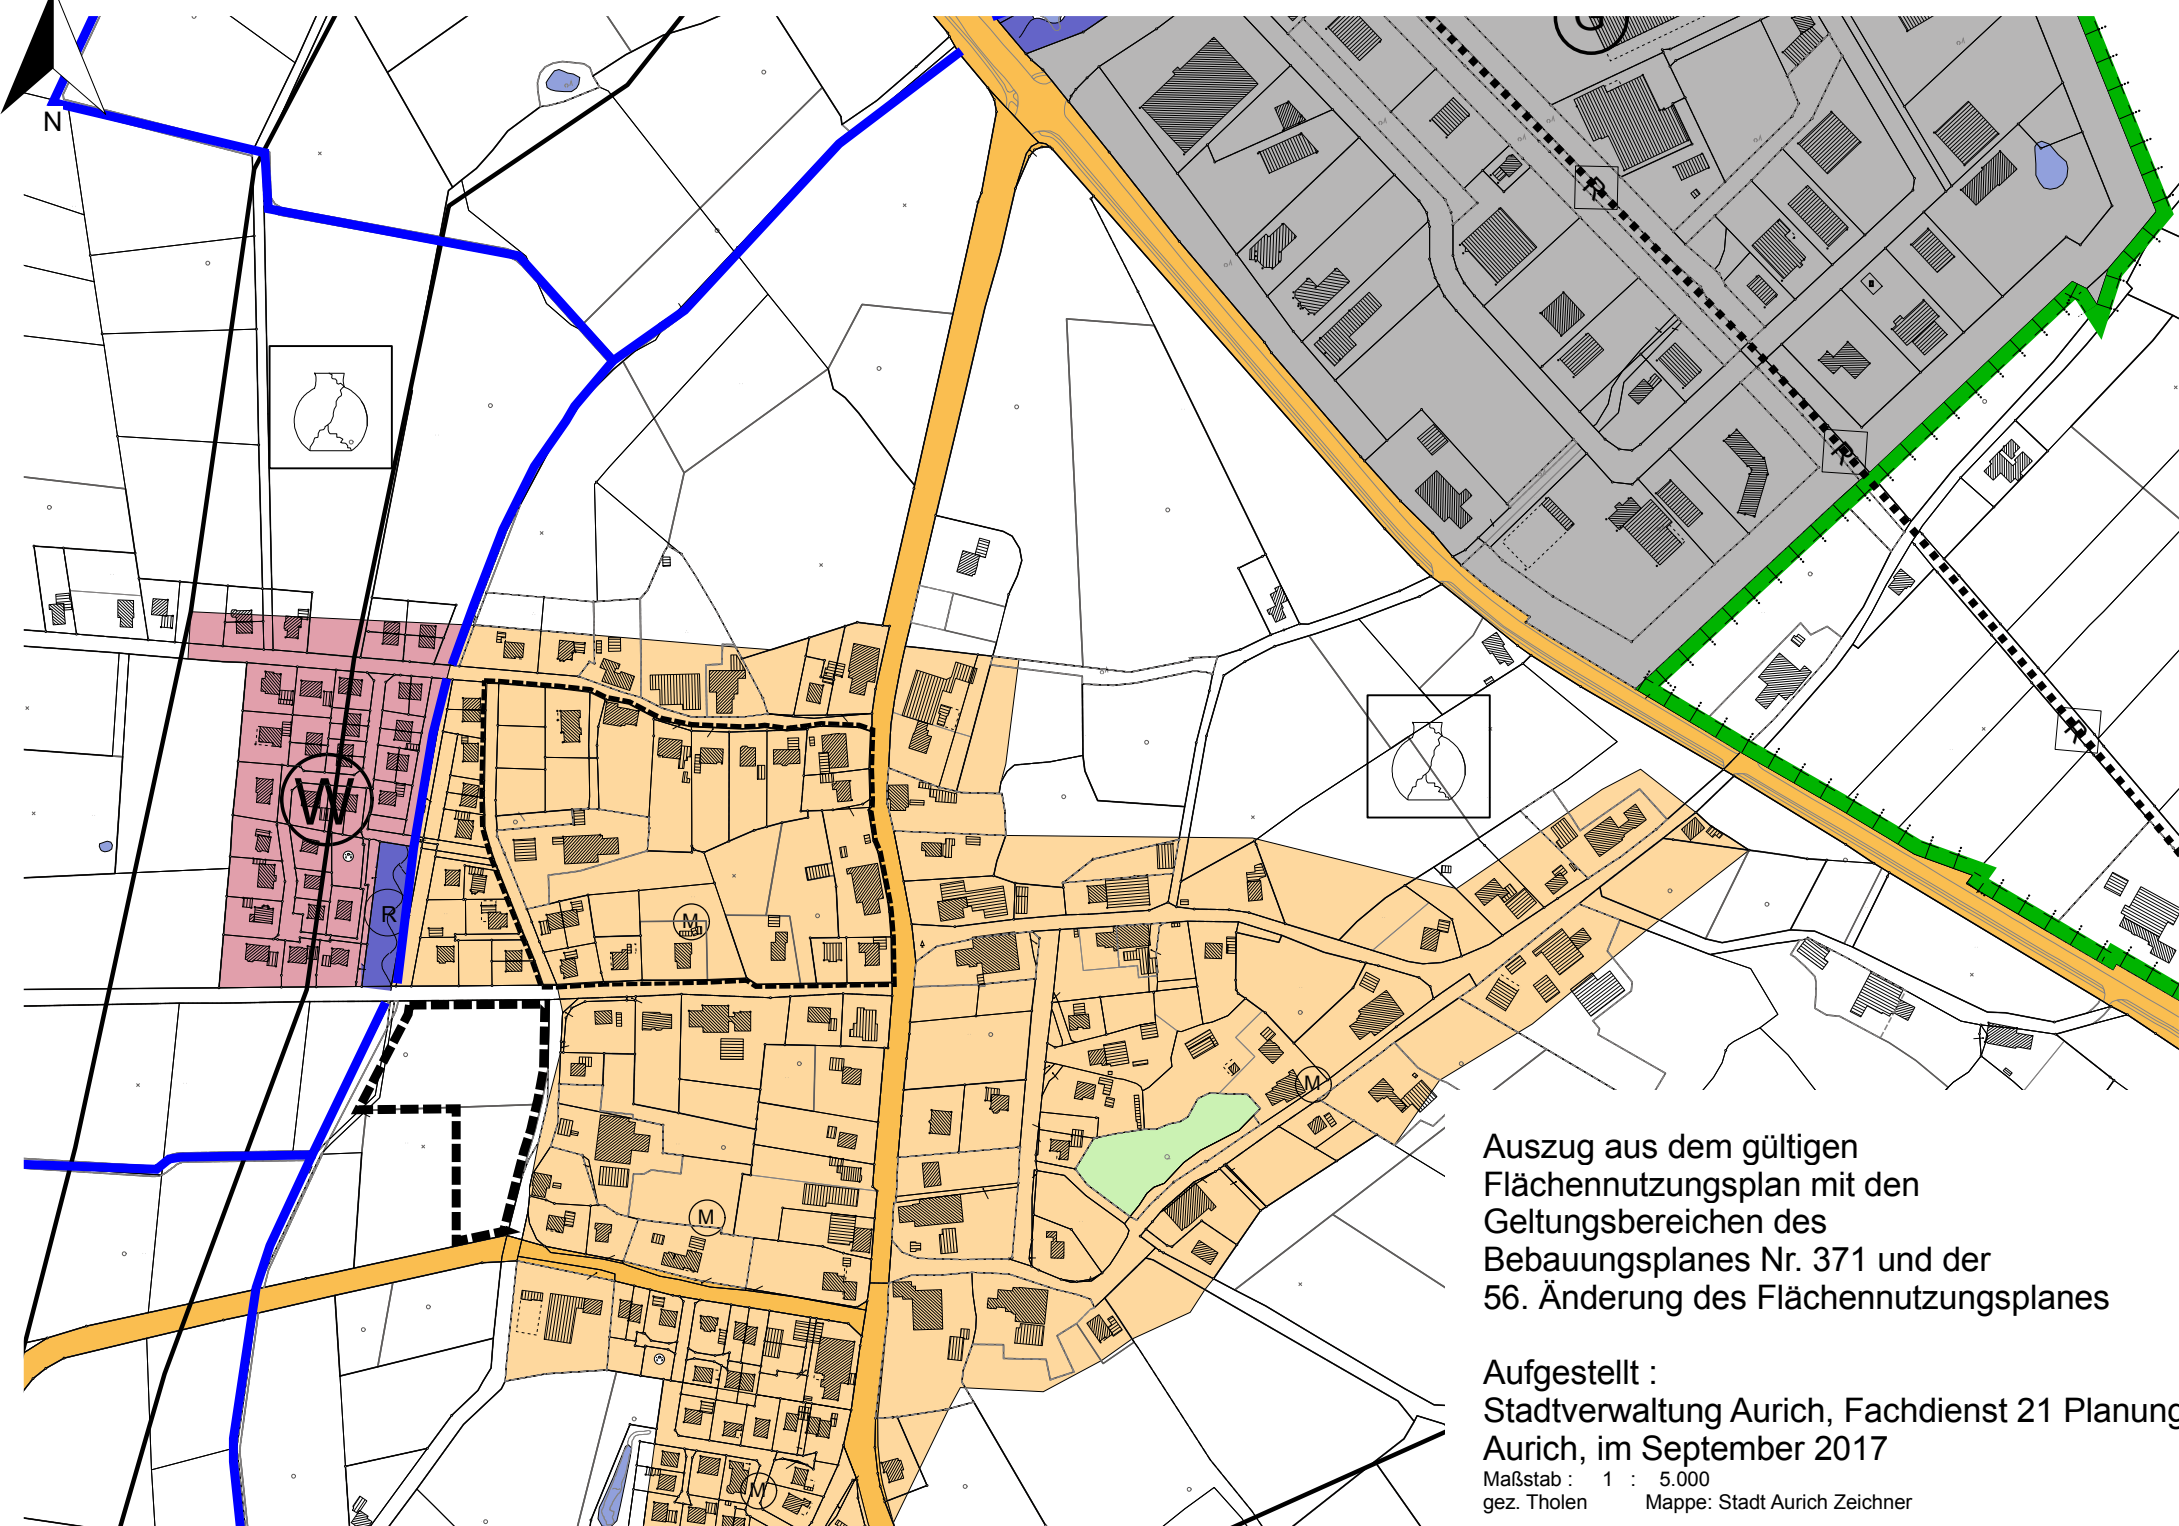 G
N
R
R
R
W
R
M
M
M
M
Auszug aus dem gültigen
Flächennutzungsplan mit den
Geltungsbereichen des
Bebauungsplanes Nr. 371 und der
56. Änderung des Flächennutzungsplanes
Aufgestellt :
Stadtverwaltung Aurich, Fachdienst 21 Planung
Aurich, im September 2017
Maßstab : 1 : 5.000
gez. Tholen Mappe: Stadt Aurich Zeichner